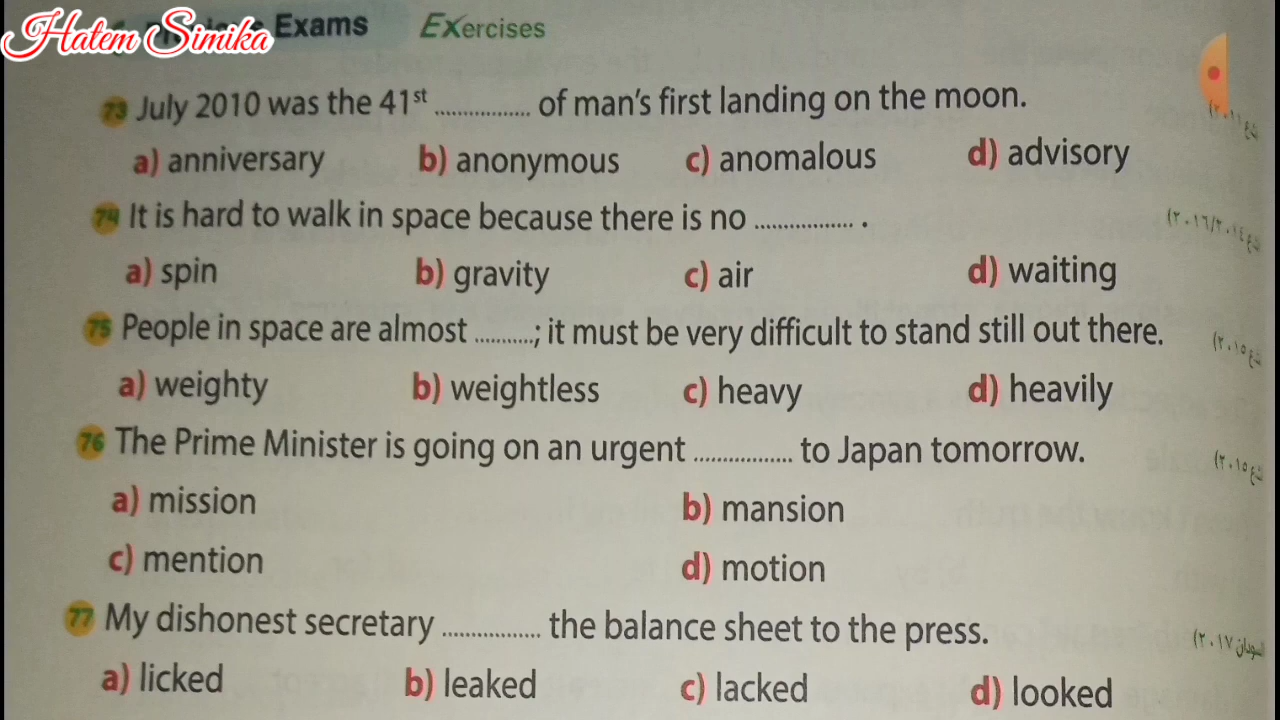 Hatem Simika Exams Exercises
73 July 2010 was the 41st ................ of man's first landing on the moon.
a) anniversary b) anonymous c) anomalous d) advisory
74 It is hard to walk in space because there is no ................. .
a) spin b) gravity c) air d) waiting
75 People in space are almost ..........; it must be very difficult to stand still out there.
a) weighty b) weightless c) heavy d) heavily
76 The Prime Minister is going on an urgent ................. to Japan tomorrow.
a) mission b) mansion
c) mention d) motion
77 My dishonest secretary ................. the balance sheet to the press.
a) licked b) leaked c) lacked d) looked